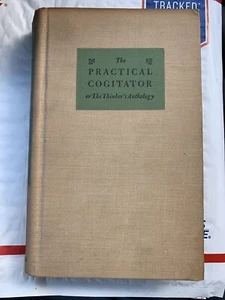 TRACKED
The
PRACTICAL
COGITATOR
or The Thinker's Anthology